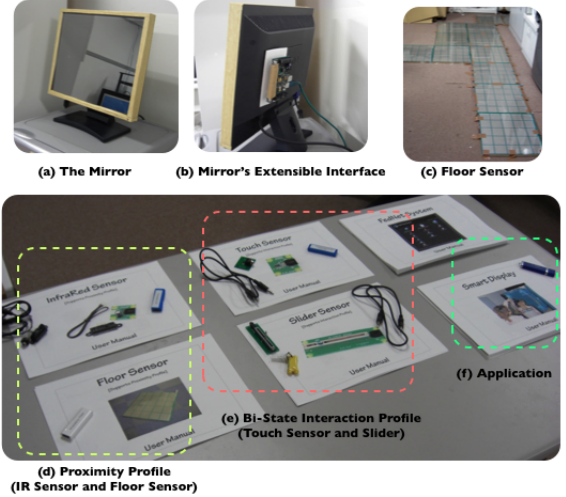 (a) The Mirror
(b) Mirror's Extensible Interface
(c) Floor Sensor
FedNet System
Touch Sensor
User Manual
InfraRed Sensor
User Manual
Smart Display
User Manual
Slider Sensor
User Manual
Floor Sensor
User Manual
(f) Application
(e) Bi-State Interaction Profile
(Touch Sensor and Slider)
(d) Proximity Profile
(IR Sensor and Floor Sensor)